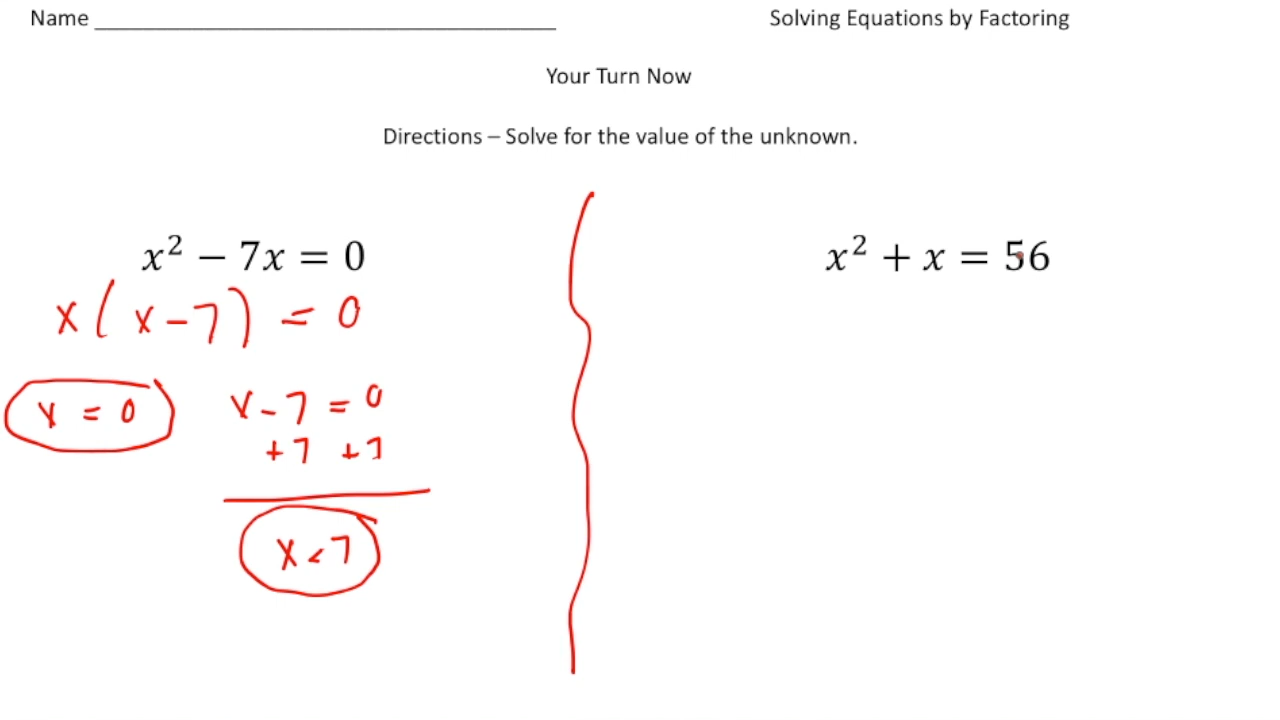 Name ______________________ Solving Equations by Factoring
Your Turn Now
Directions – Solve for the value of the unknown.
x² − 7x = 0
x(x-7) = 0
x = 0
x-7 = 0
+7 +7
x = 7
x² + x = 56